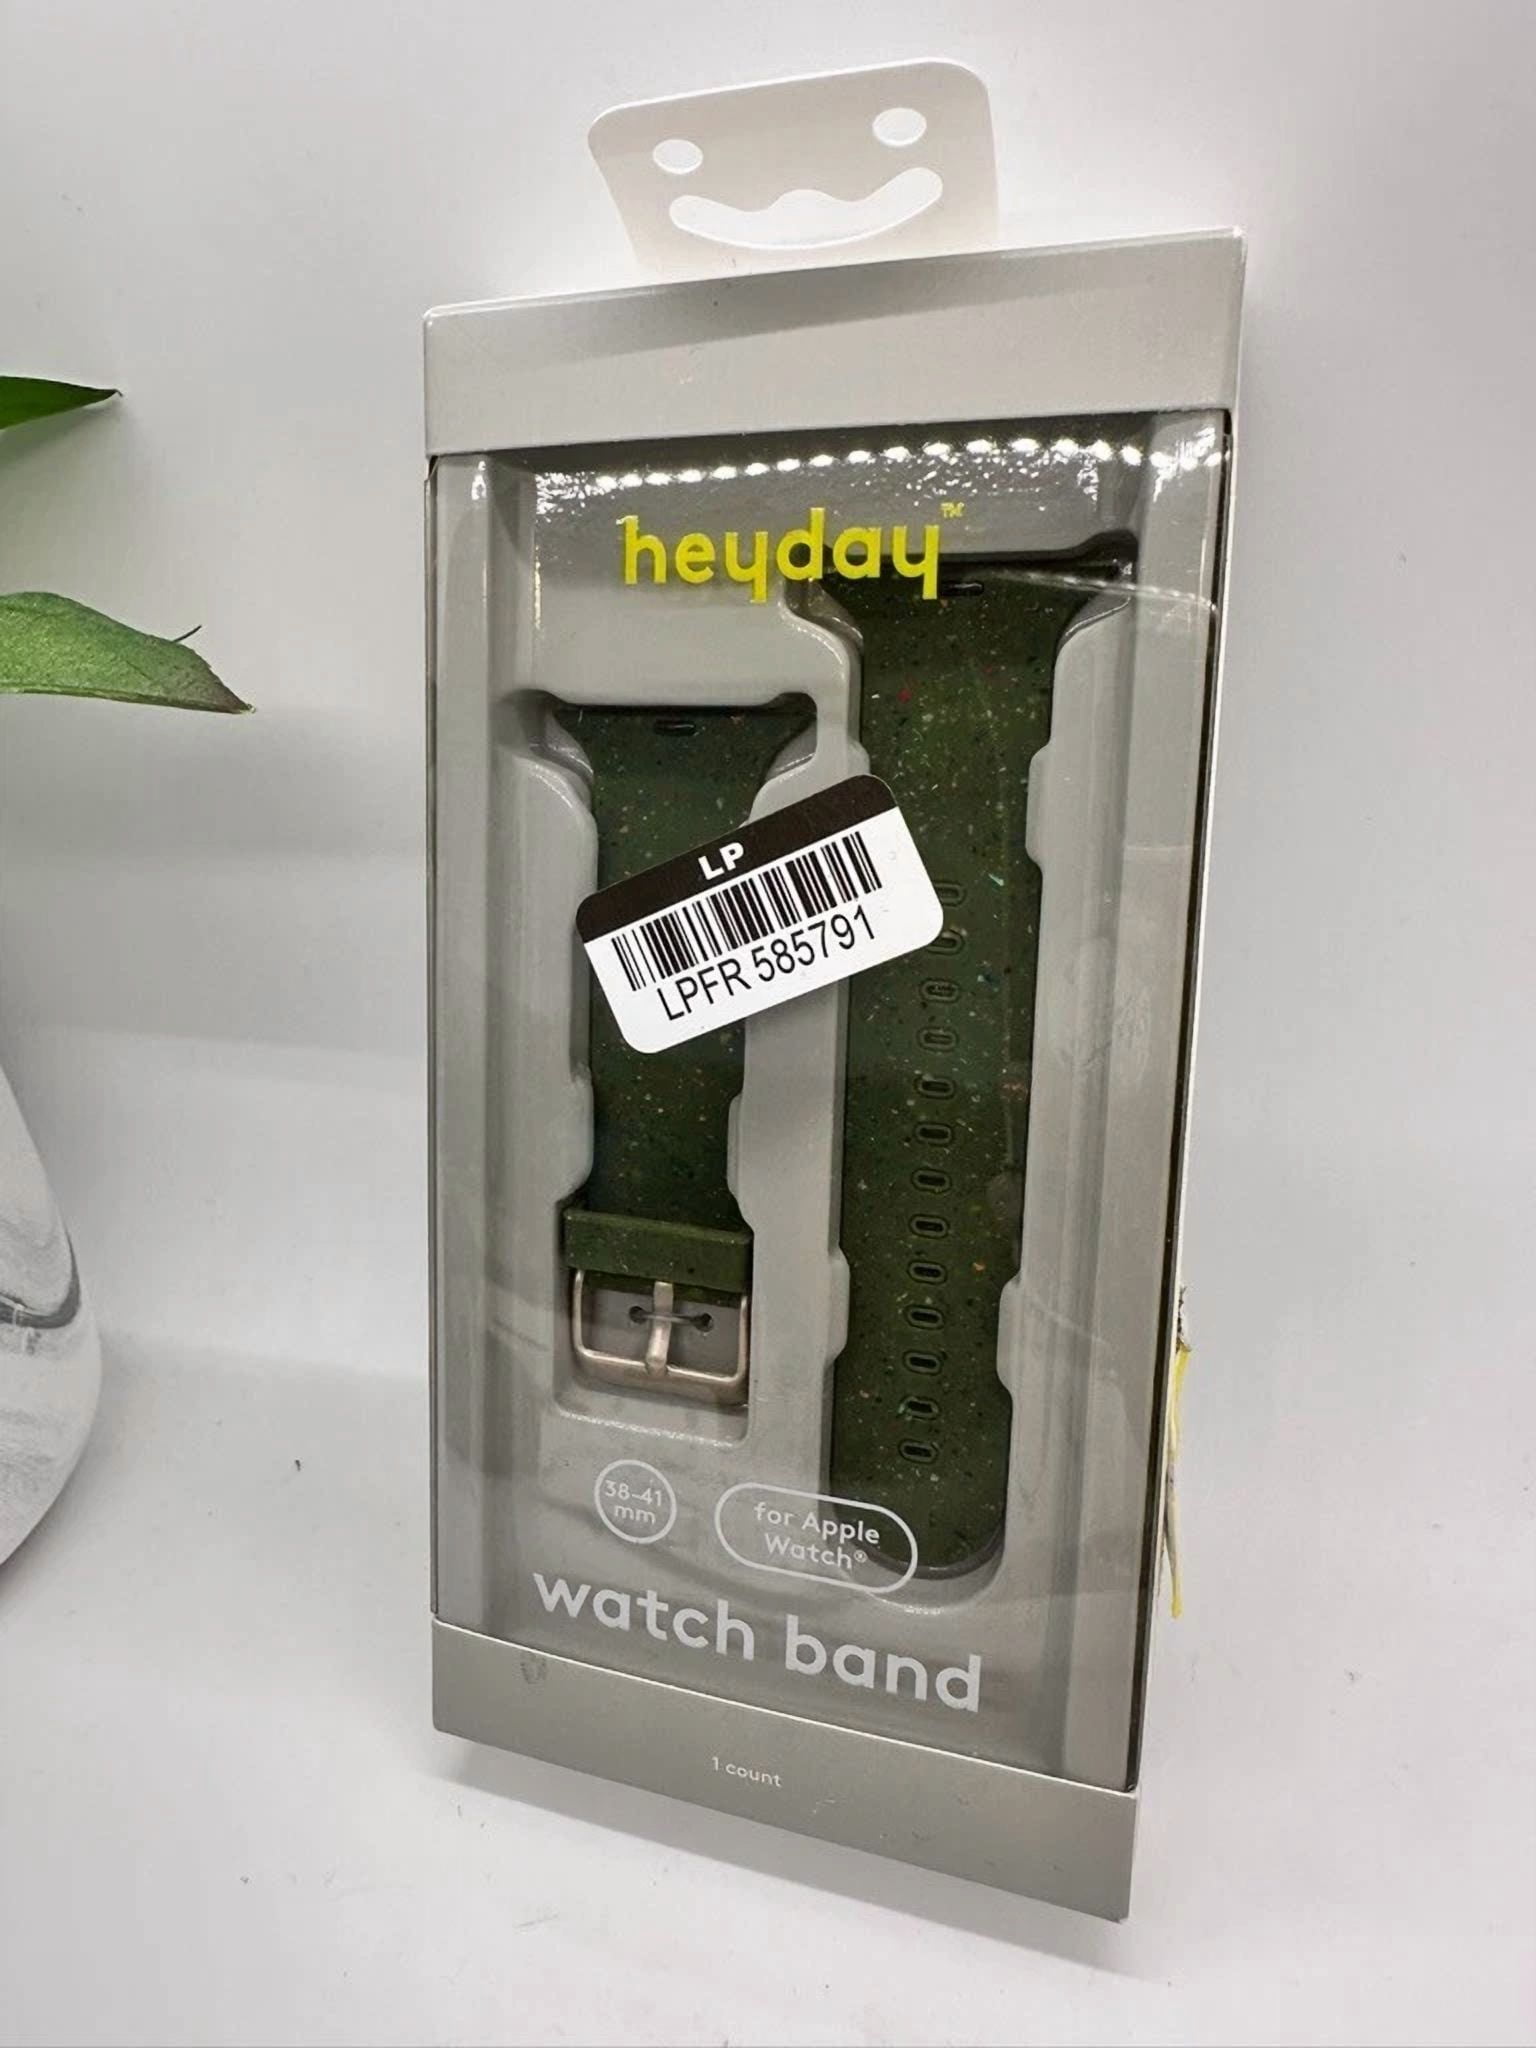 heyday™
LP
LPFR 585791
38-41
mm
for Apple
Watch®
watch band
1 count